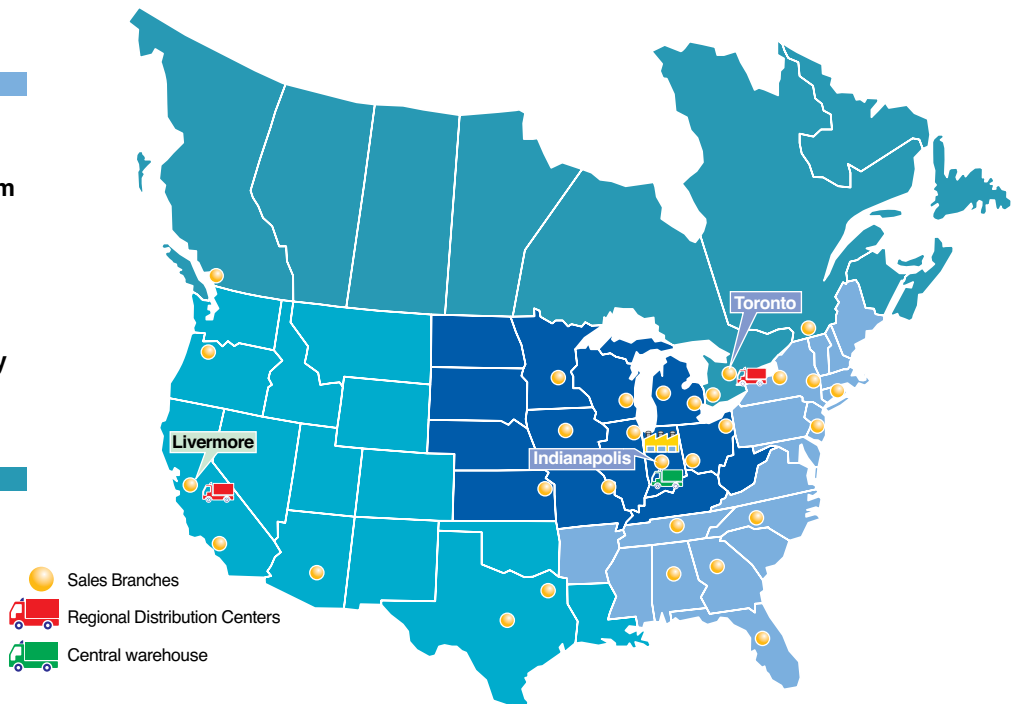 m
y
Toronto
Livermore
Indianapolis
Sales Branches
Regional Distribution Centers
Central warehouse